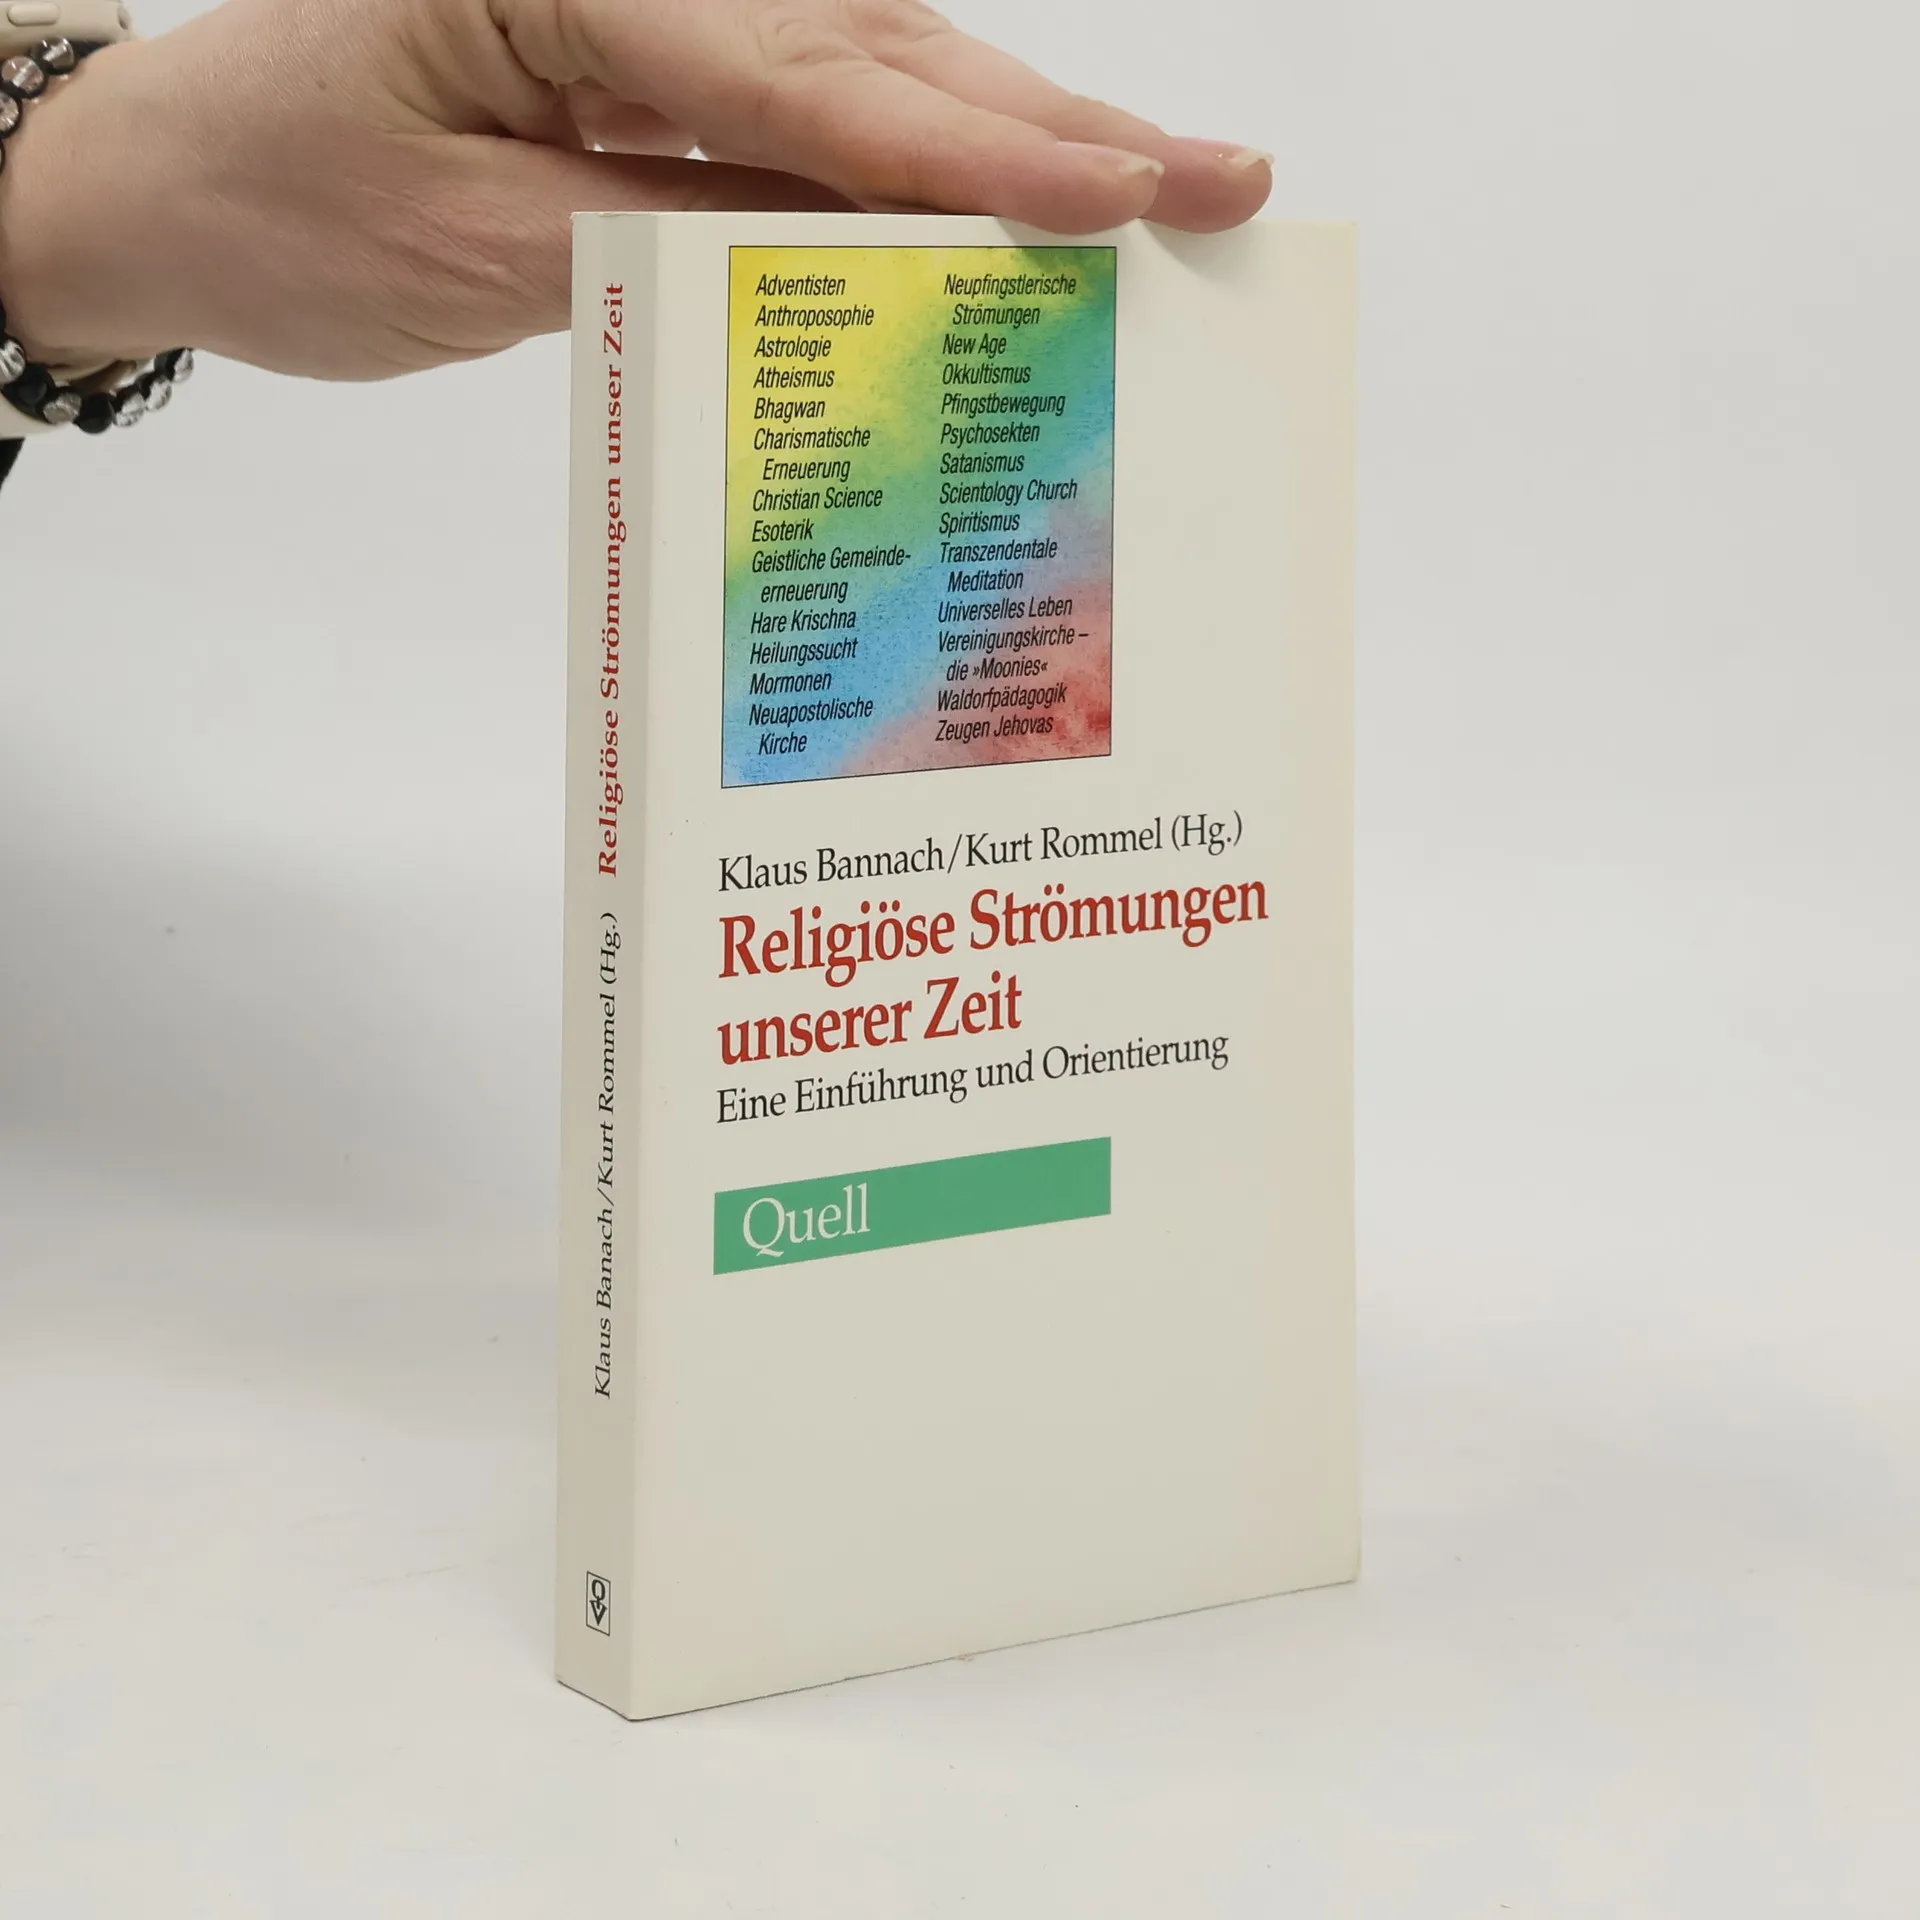 Adventisten
Anthroposophie
Astrologie
Atheismus
Bhagwan
Charismatische
Erneuerung
Christian Science
Esoterik
Geistliche Gemeinde-
erneuerung
Hare Krischna
Heilungssucht
Mormonen
Neuapostolische
Kirche
Neupfingstlerische
Strömungen
New Age
Okkultismus
Pfingstbewegung
Psychosekten
Satanismus
Scientology Church
Spiritismus
Transzendentale
Meditation
Universelles Leben
Vereinigungskirche –
die »Moonies«
Waldorfpädagogik
Zeugen Jehovas
Klaus Bannach/Kurt Rommel (Hg.)
Religiöse Strömungen
unserer Zeit
Eine Einführung und Orientierung
Quell
Klaus Banach/Kurt Rommel (Hg.) Religiöse Strömungen unser Zeit
QV